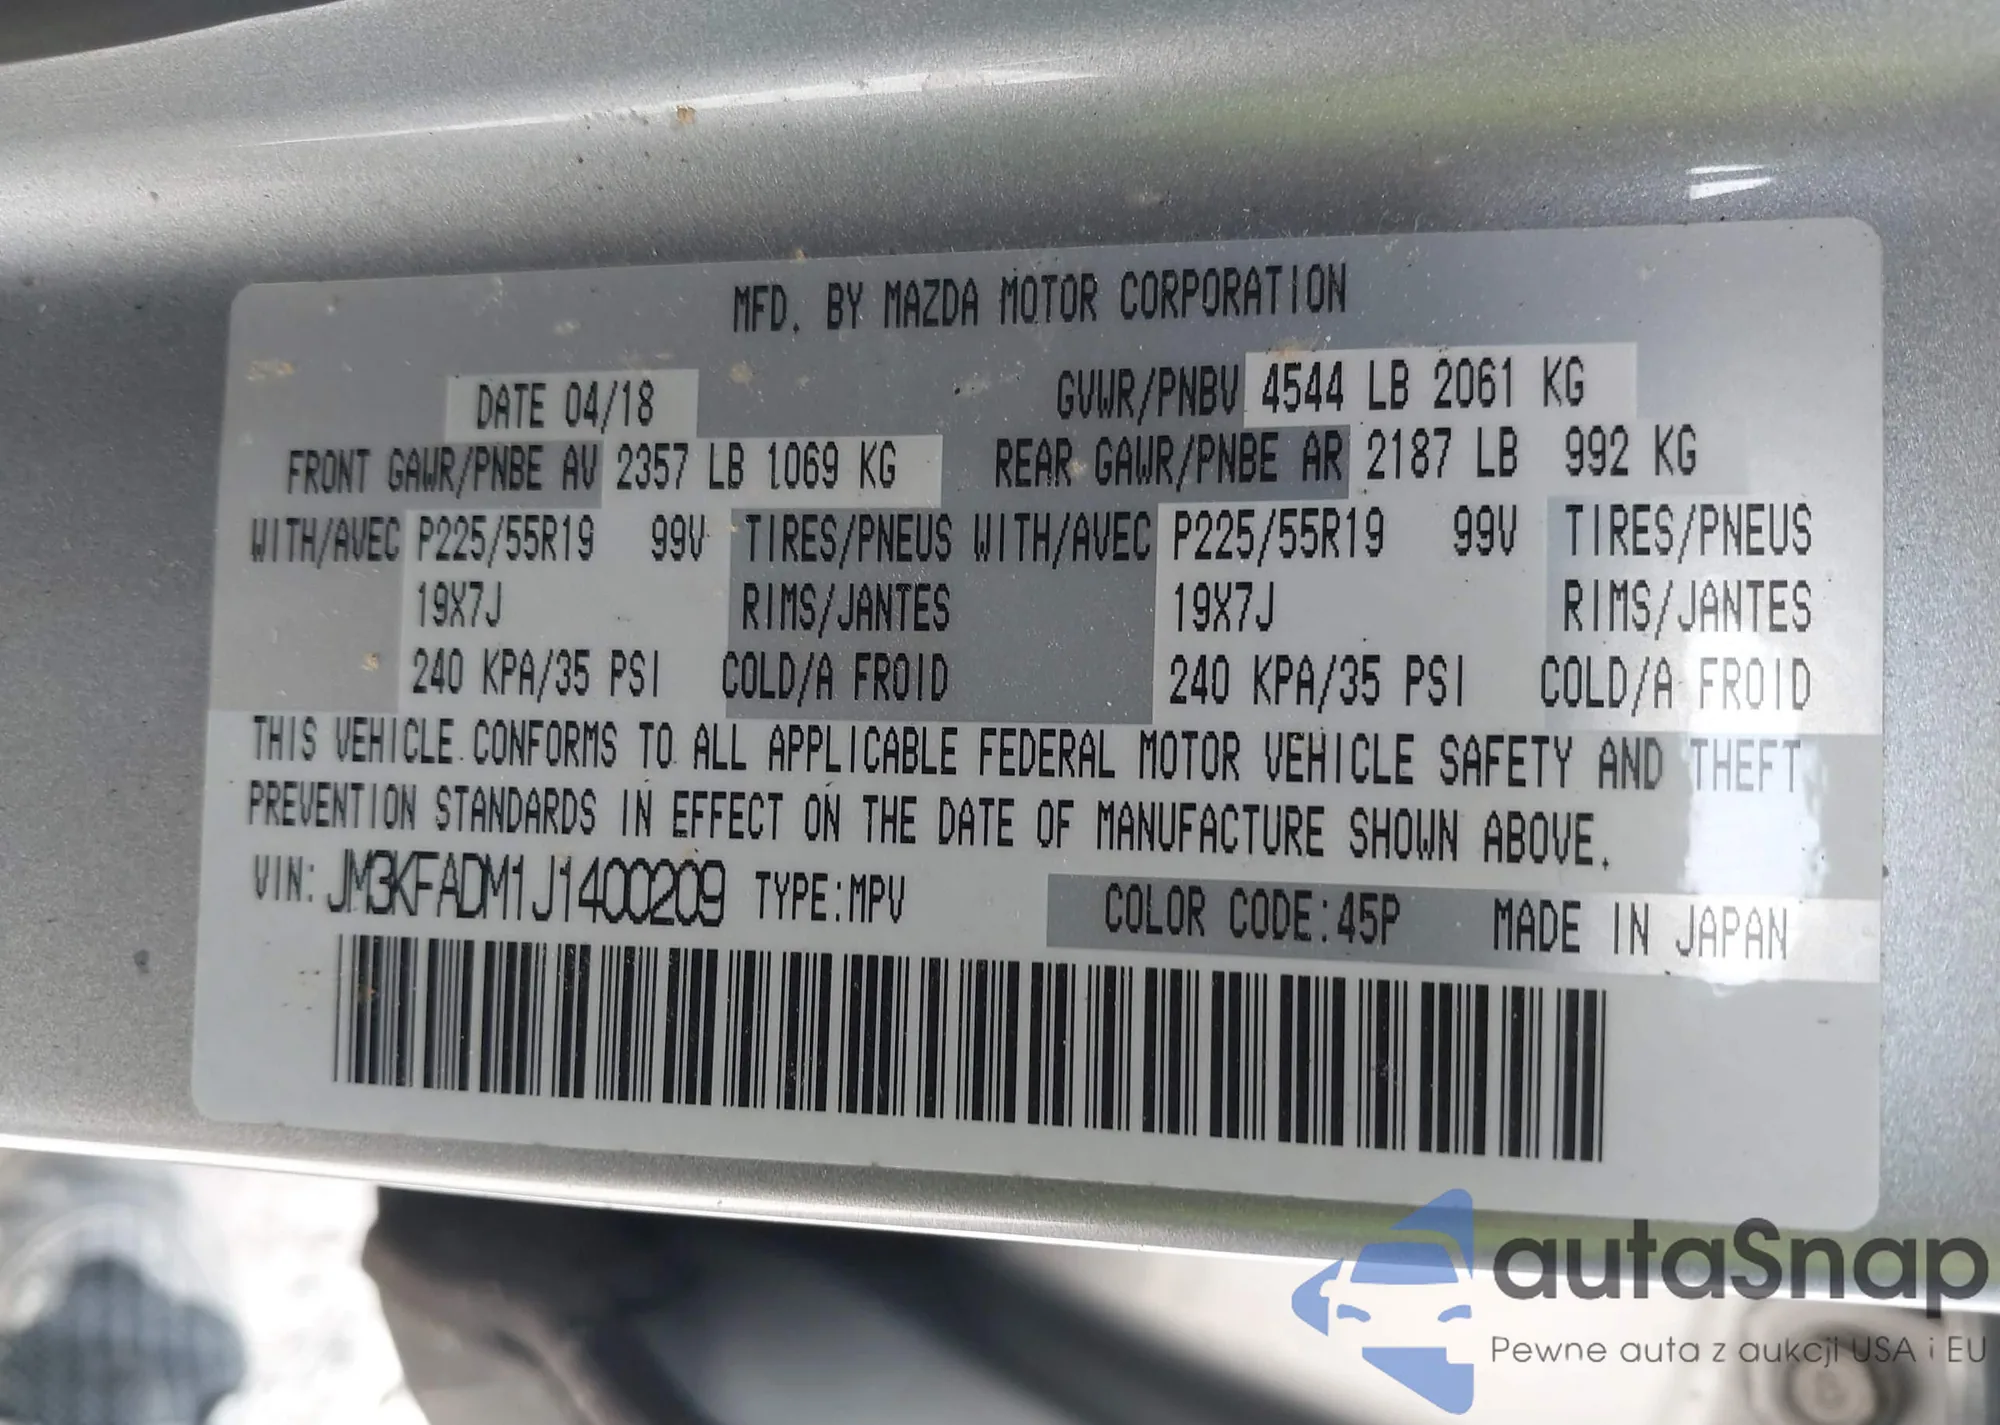 MFD. BY MAZDA MOTOR CORPORATION
DATE 04/18 GVWR/PNBV 4544 LB 2061 KG
FRONT GAWR/PNBE AV 2357 LB 1069 KG REAR GAWR/PNBE AR 2187 LB 992 KG
WITH/AVEC P225/55R19 99V TIRES/PNEUS WITH/AVEC P225/55R19 99V TIRES/PNEUS
19X7J RIMS/JANTES 19X7J RIMS/JANTES
240 KPA/35 PSI COLD/A FROID 240 KPA/35 PSI COLD/A FROID
THIS VEHICLE CONFORMS TO ALL APPLICABLE FEDERAL MOTOR VEHICLE SAFETY AND THEFT
PREVENTION STANDARDS IN EFFECT ON THE DATE OF MANUFACTURE SHOWN ABOVE.
VIN: JM3KFADM1J1400209 TYPE:MPV COLOR CODE:45P MADE IN JAPAN
autaSnap
Pewne auta z aukcji USA i EU